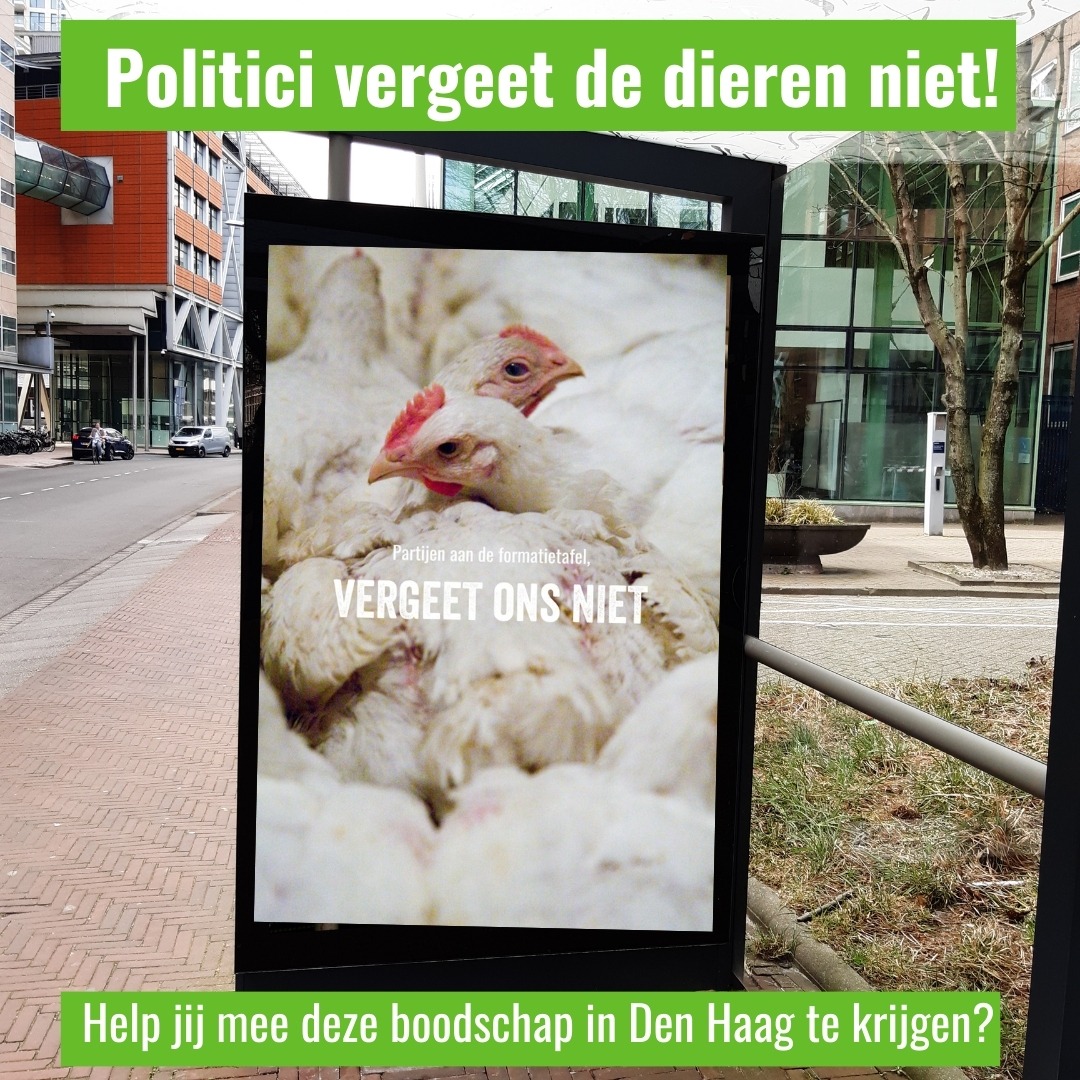 Politici vergeet de dieren niet!
Partijen aan de formatietafel,
VERGEET ONS NIET
Help jij mee deze boodschap in Den Haag te krijgen?